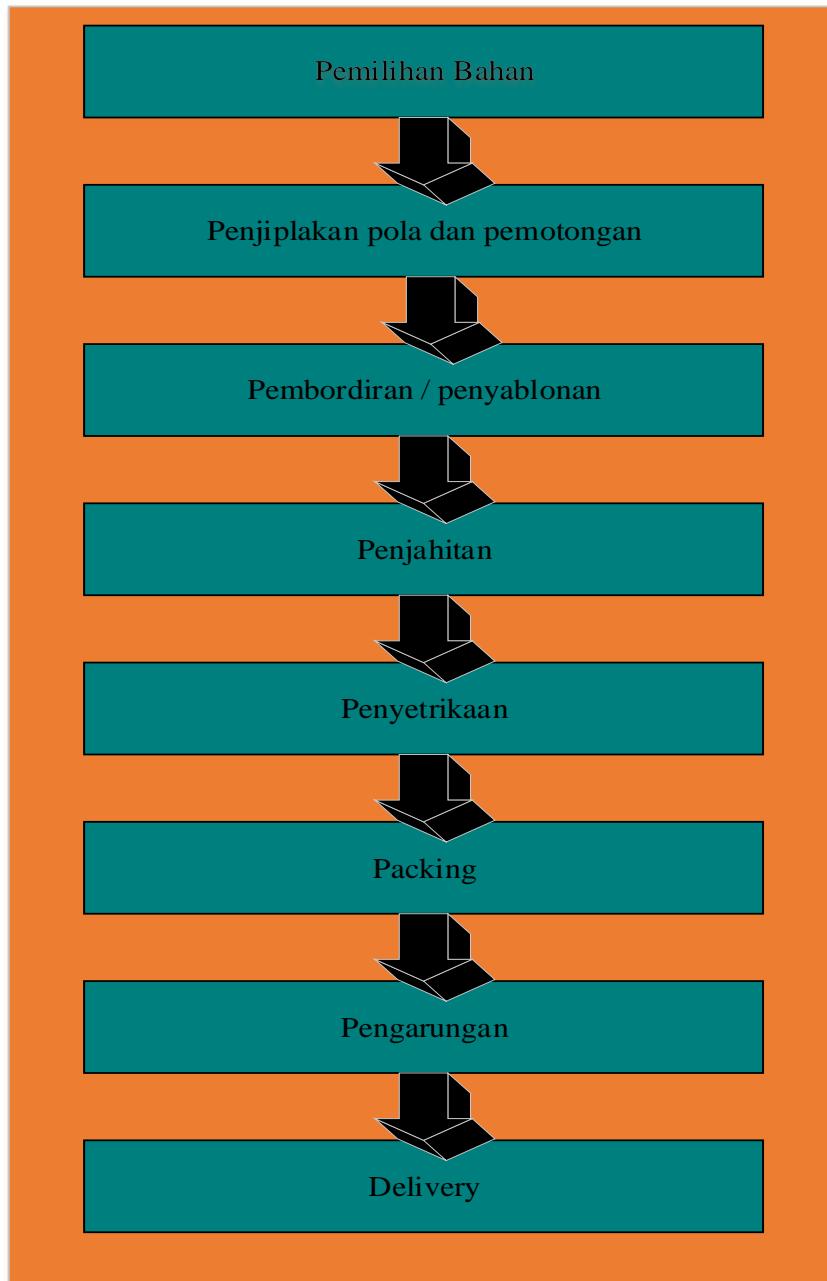 Pemilihan Bahan
Penjiplakan pola dan pemotongan
Pembordiran / penyablonan
Penjahitan
Penyetrikaan
Packing
Pengarungan
Delivery